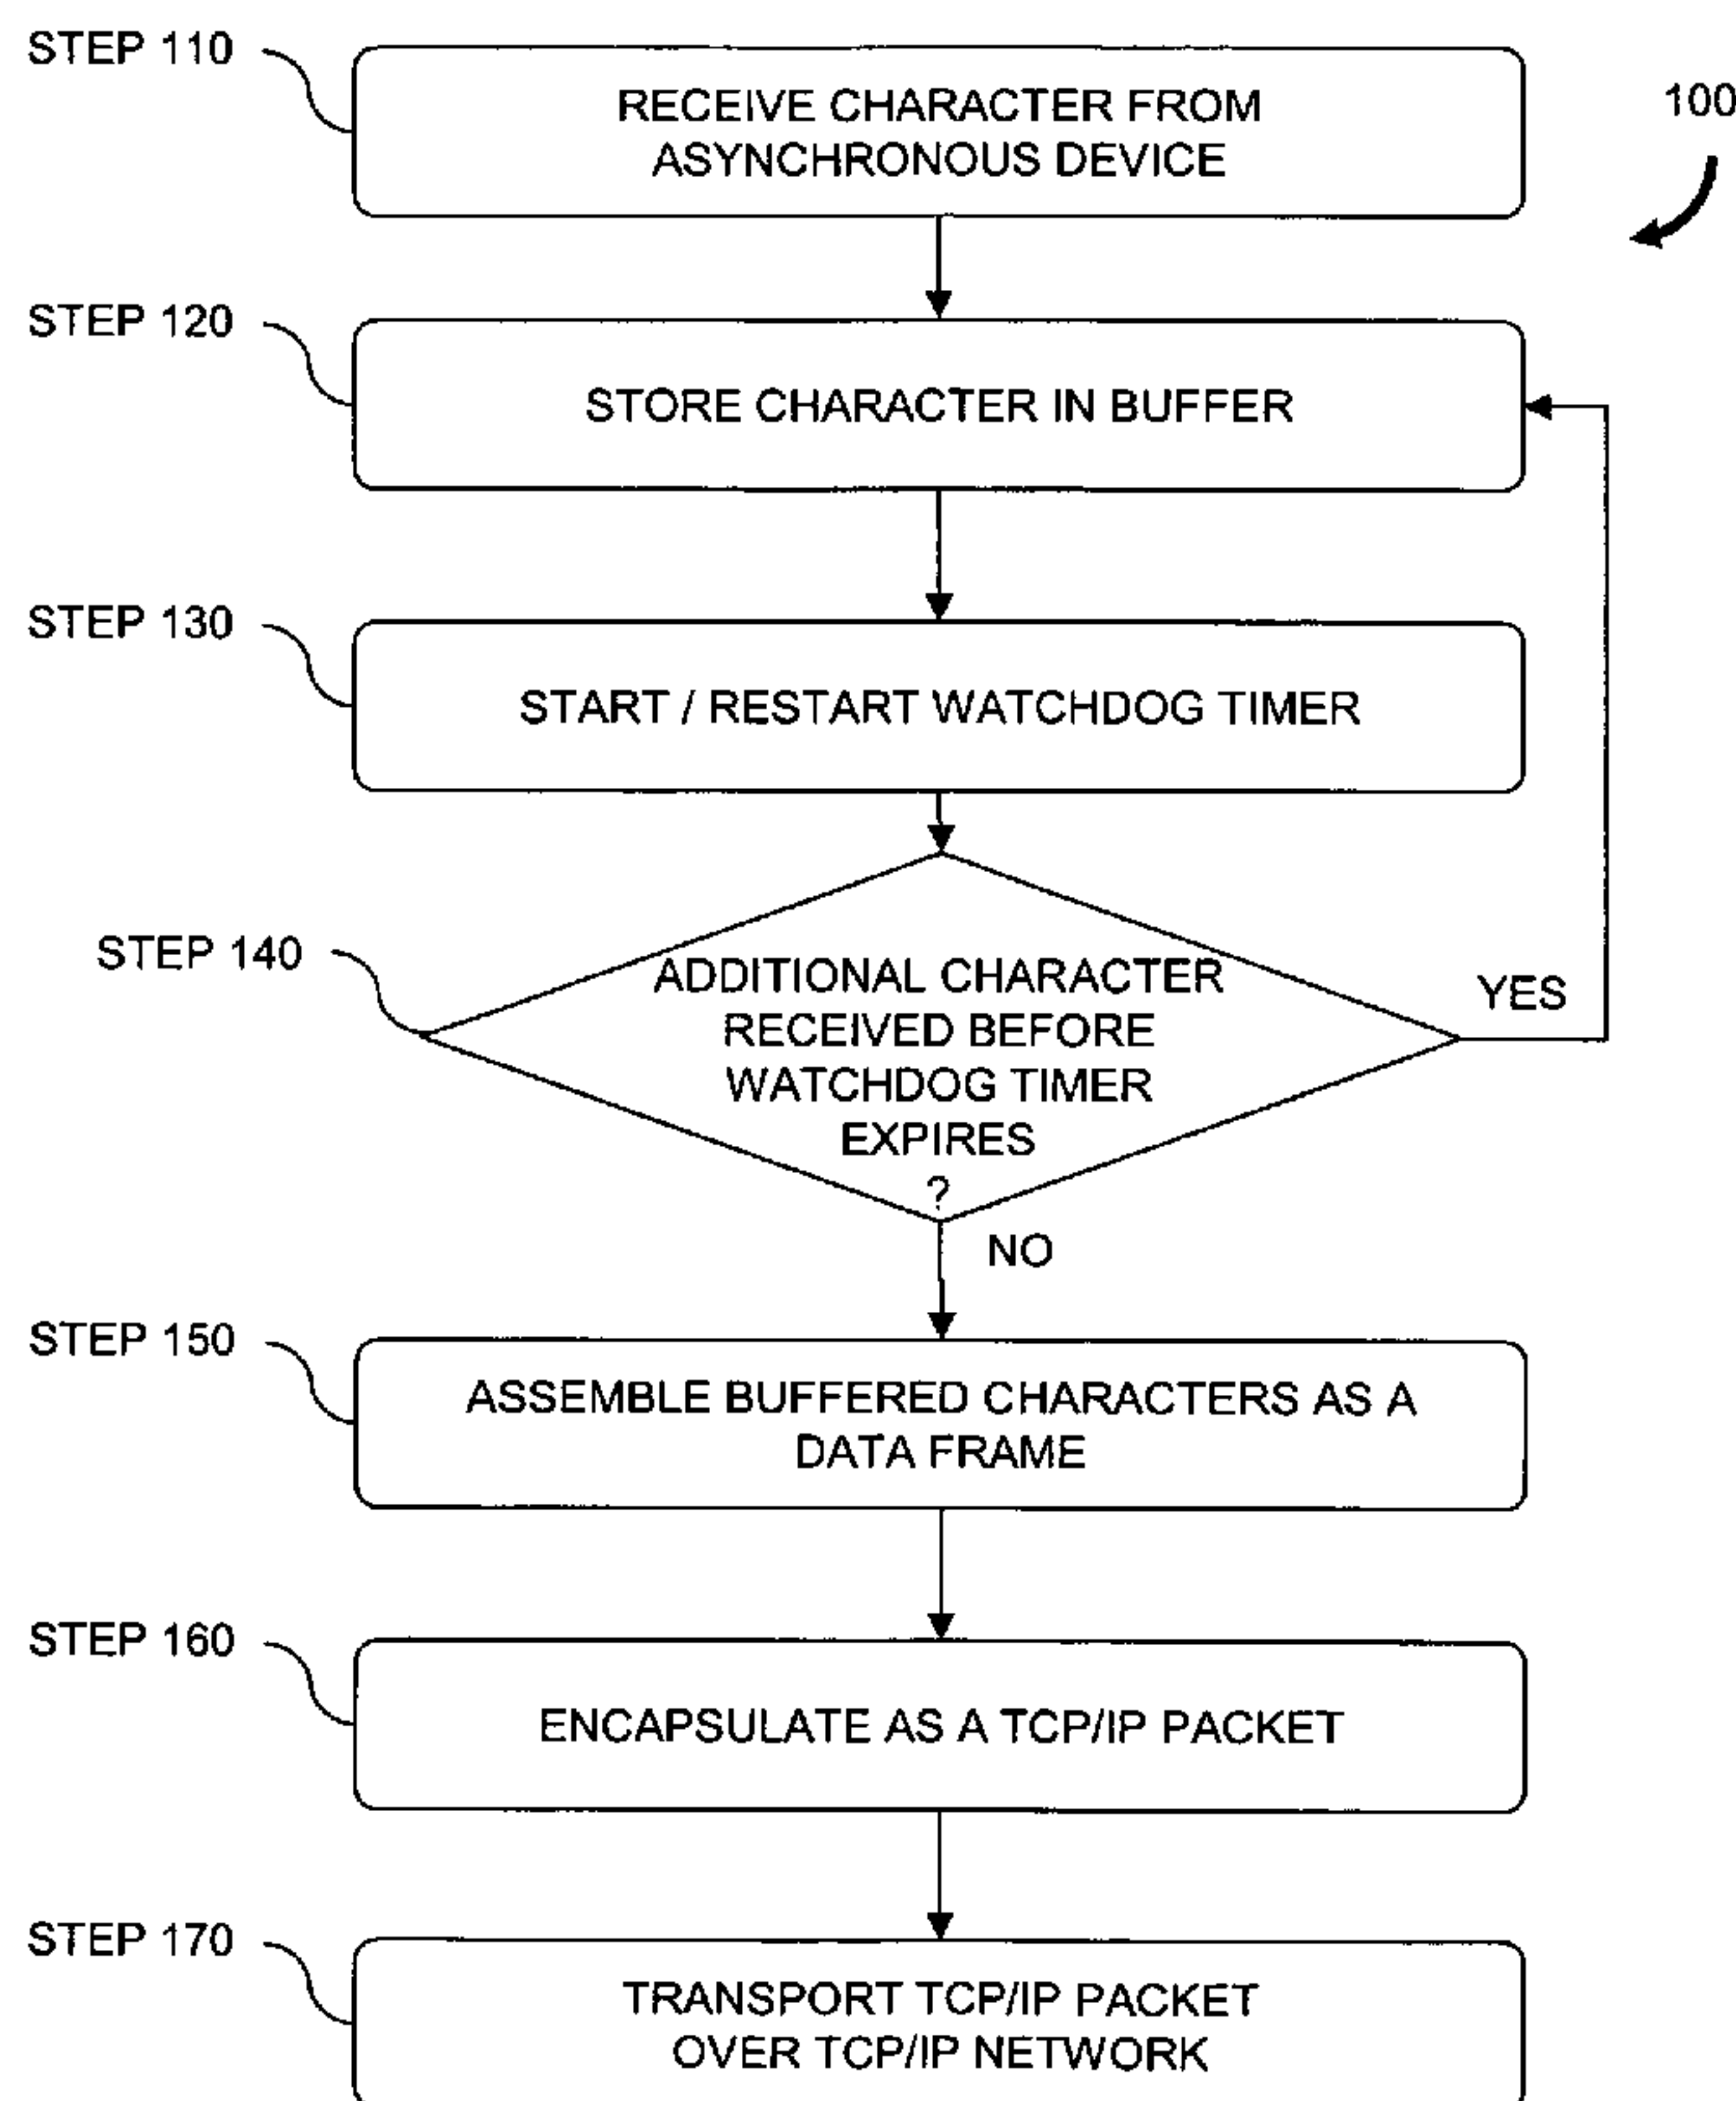 STEP 110
RECEIVE CHARACTER FROM
ASYNCHRONOUS DEVICE
100
STEP 120
STORE CHARACTER IN BUFFER
STEP 130
START / RESTART WATCHDOG TIMER
STEP 140
ADDITIONAL CHARACTER
RECEIVED BEFORE
WATCHDOG TIMER
EXPIRES
?
YES
NO
STEP 150
ASSEMBLE BUFFERED CHARACTERS AS A
DATA FRAME
STEP 160
ENCAPSULATE AS A TCP/IP PACKET
STEP 170
TRANSPORT TCP/IP PACKET
OVER TCP/IP NETWORK